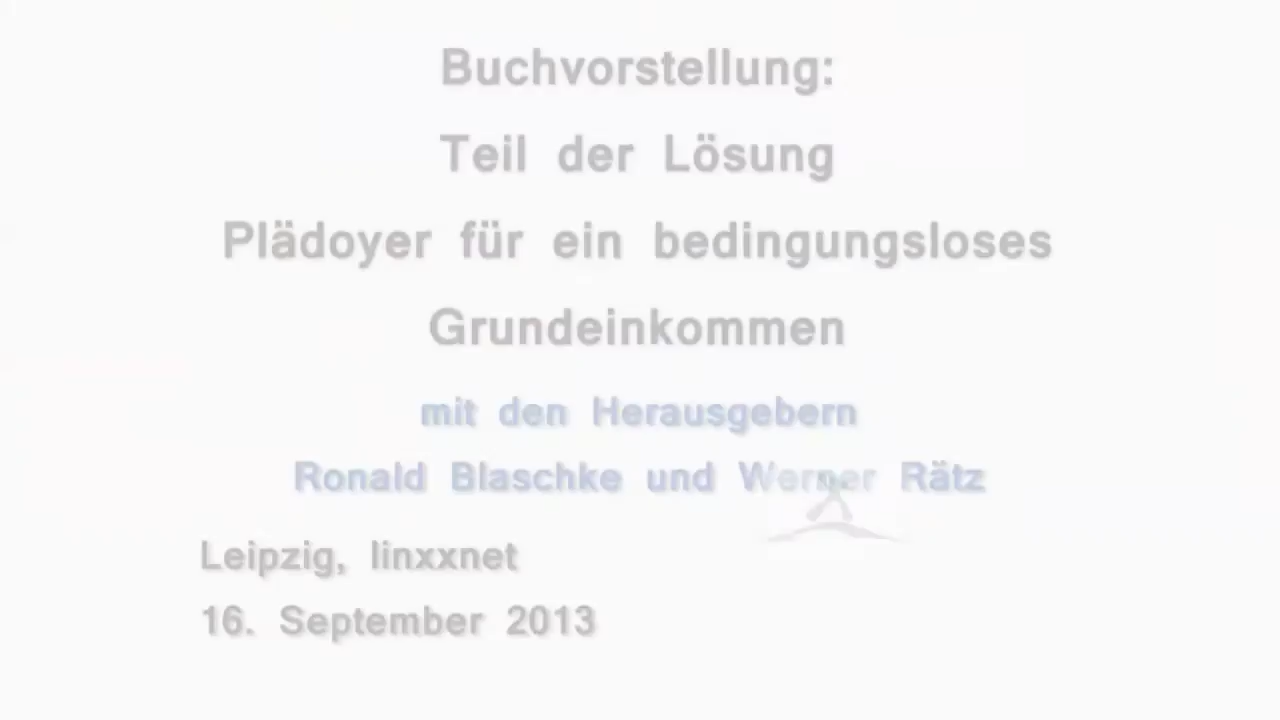 Buchvorstellung:
Teil der Lösung
Plädoyer für ein bedingungsloses
Grundeinkommen
mit den Herausgebern
Ronald Blaschke und Werner Rätz
Leipzig, linxxnet
16. September 2013